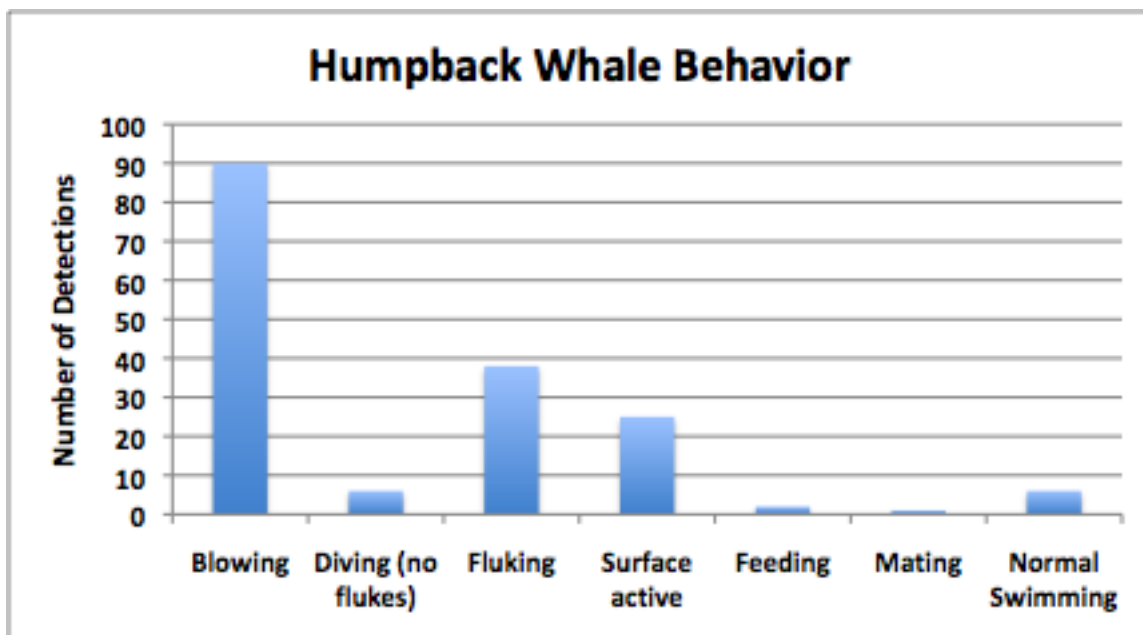 Humpback Whale Behavior
Number of Detections
100
90
80
70
60
50
40
30
20
10
0
Blowing
Diving (no
flukes)
Fluking
Surface
active
Feeding
Mating
Normal
Swimming